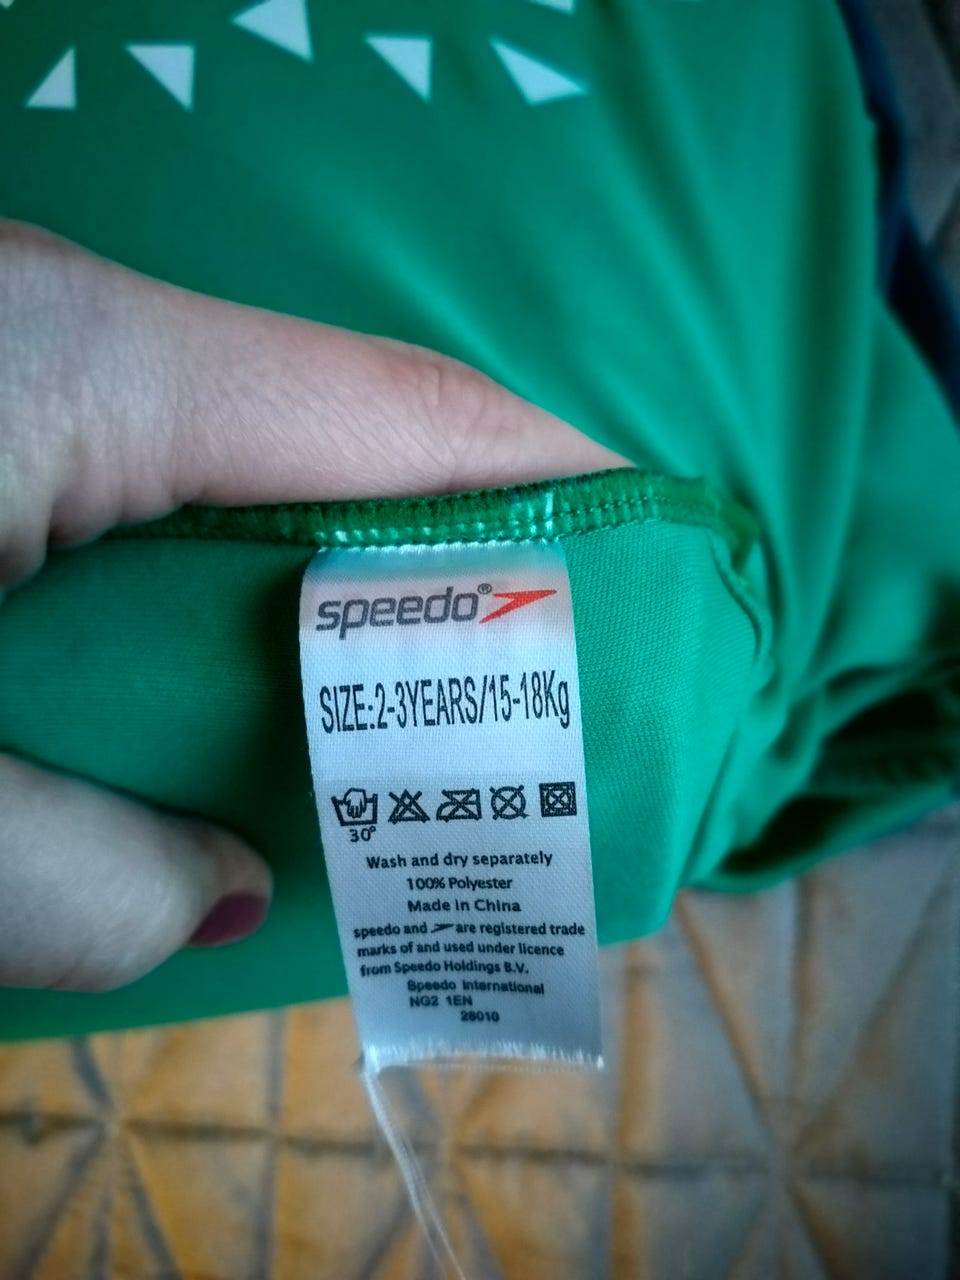 speedo®
SIZE:2-3YEARS/15-18Kg
30°
Wash and dry separately
100% Polyester
Made in China
speedo and are registered trade
marks of and used under licence
from Speedo Holdings B.V.
Speedo International
NG2 1EN
28010